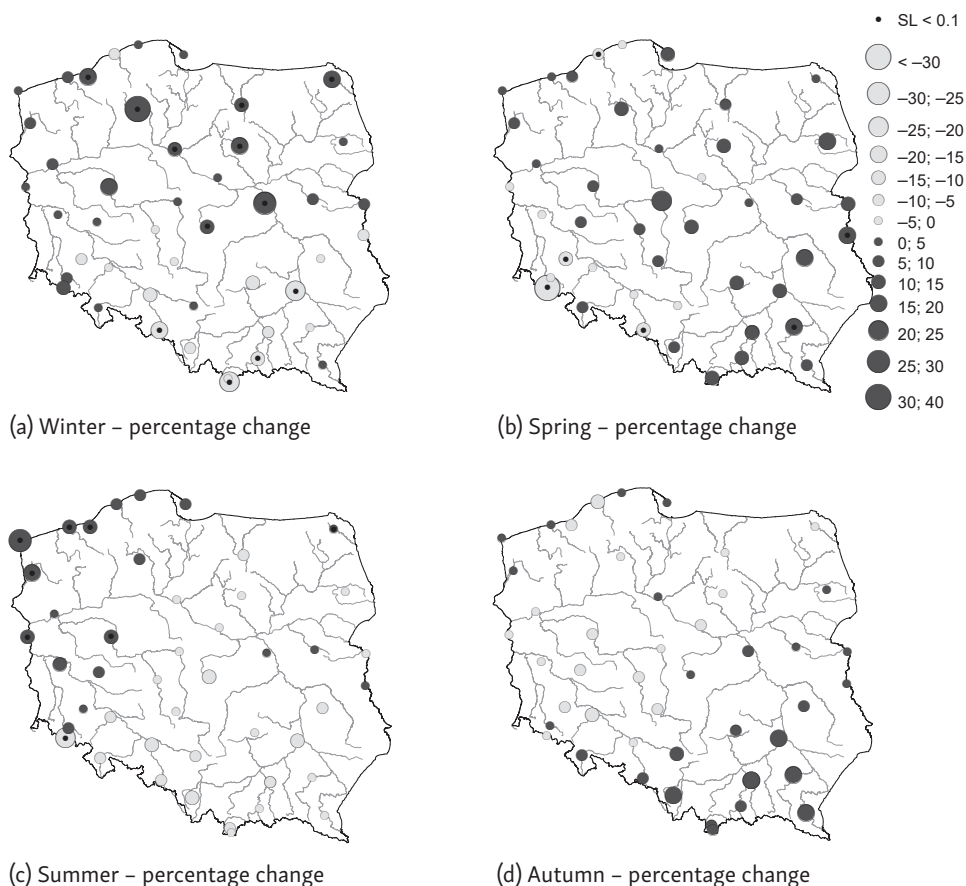 SL < 0.1
< –30
–30; –25
–25; –20
–20; –15
–15; –10
–10; –5
–5; 0
0; 5
5; 10
10; 15
15; 20
20; 25
25; 30
30; 40
(a) Winter – percentage change
(b) Spring – percentage change
(c) Summer – percentage change
(d) Autumn – percentage change